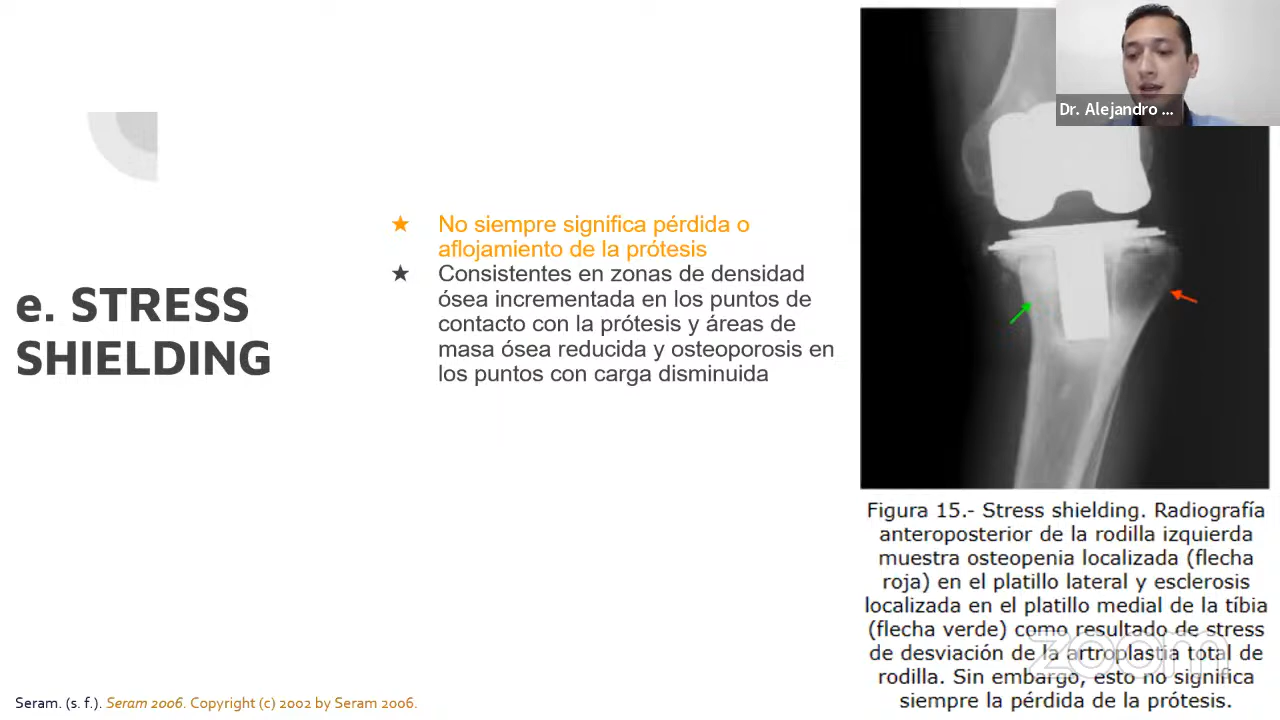 Dr. Alejandro ...
e. STRESS
SHIELDING
★ No siempre significa pérdida o
aflojamiento de la prótesis
★ Consistentes en zonas de densidad
ósea incrementada en los puntos de
contacto con la prótesis y áreas de
masa ósea reducida y osteoporosis en
los puntos con carga disminuida
Figura 15.- Stress shielding. Radiografía
anteroposterior de la rodilla izquierda
muestra osteopenia localizada (flecha
roja) en el platillo lateral y esclerosis
localizada en el platillo medial de la tíbia
(flecha verde) como resultado de stress
de desviación de la artroplastia total de
rodilla. Sin embargo, esto no significa
siempre la pérdida de la prótesis.
zoom
Seram. (s. f.). Seram 2006. Copyright (c) 2002 by Seram 2006.